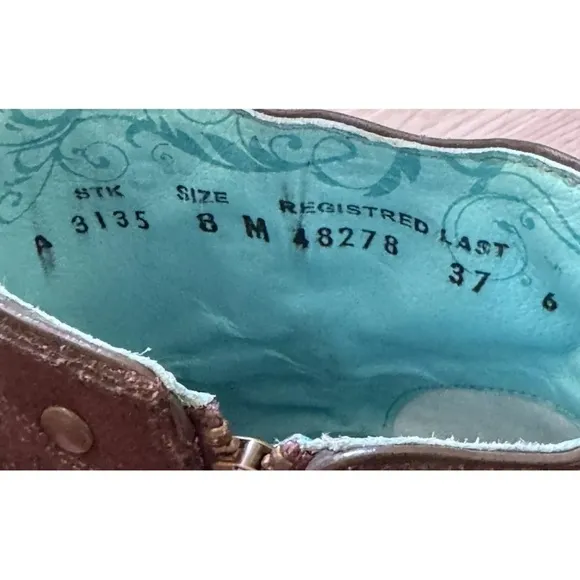 STK SIZE REGISTRED LAST
A 3135 8 M 48278 37 6